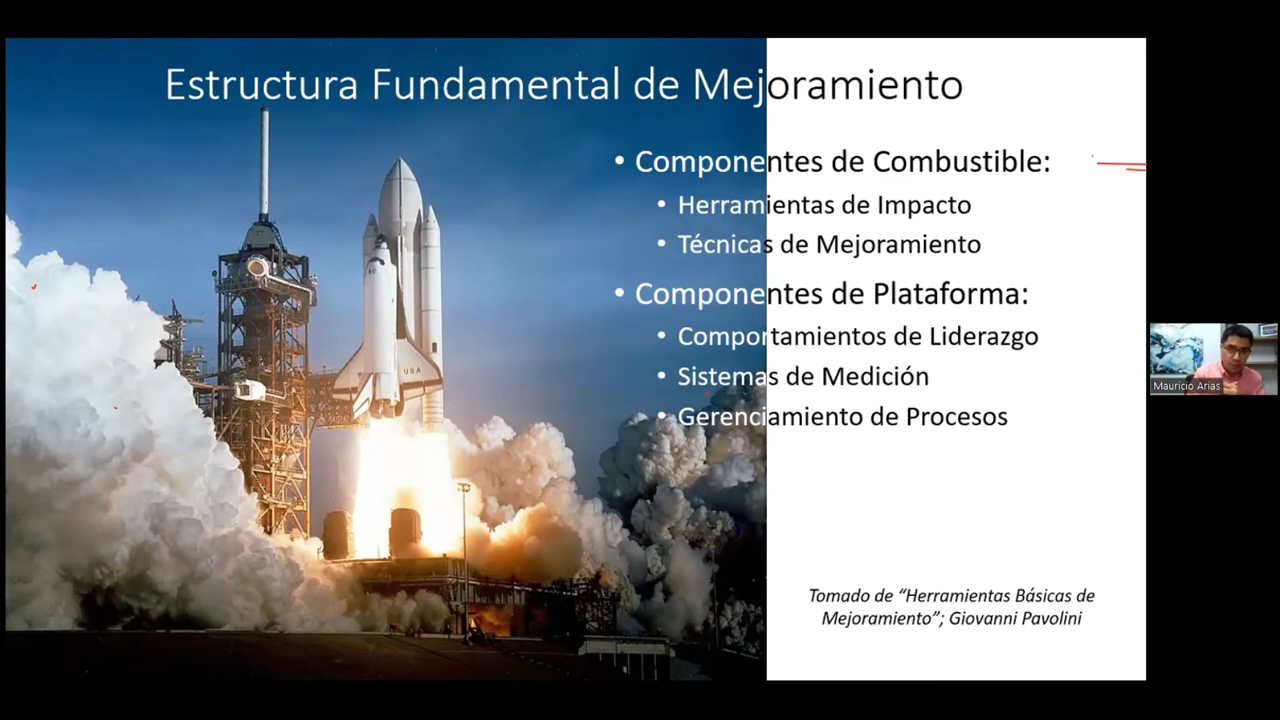 Estructura Fundamental de Mejoramiento
• Componentes de Combustible:
• Herramientas de Impacto
• Técnicas de Mejoramiento
• Componentes de Plataforma:
• Comportamientos de Liderazgo
• Sistemas de Medición
• Gerenciamiento de Procesos
USA
Tomado de “Herramientas Básicas de
Mejoramiento”; Giovanni Pavolini
Mauricio Arias